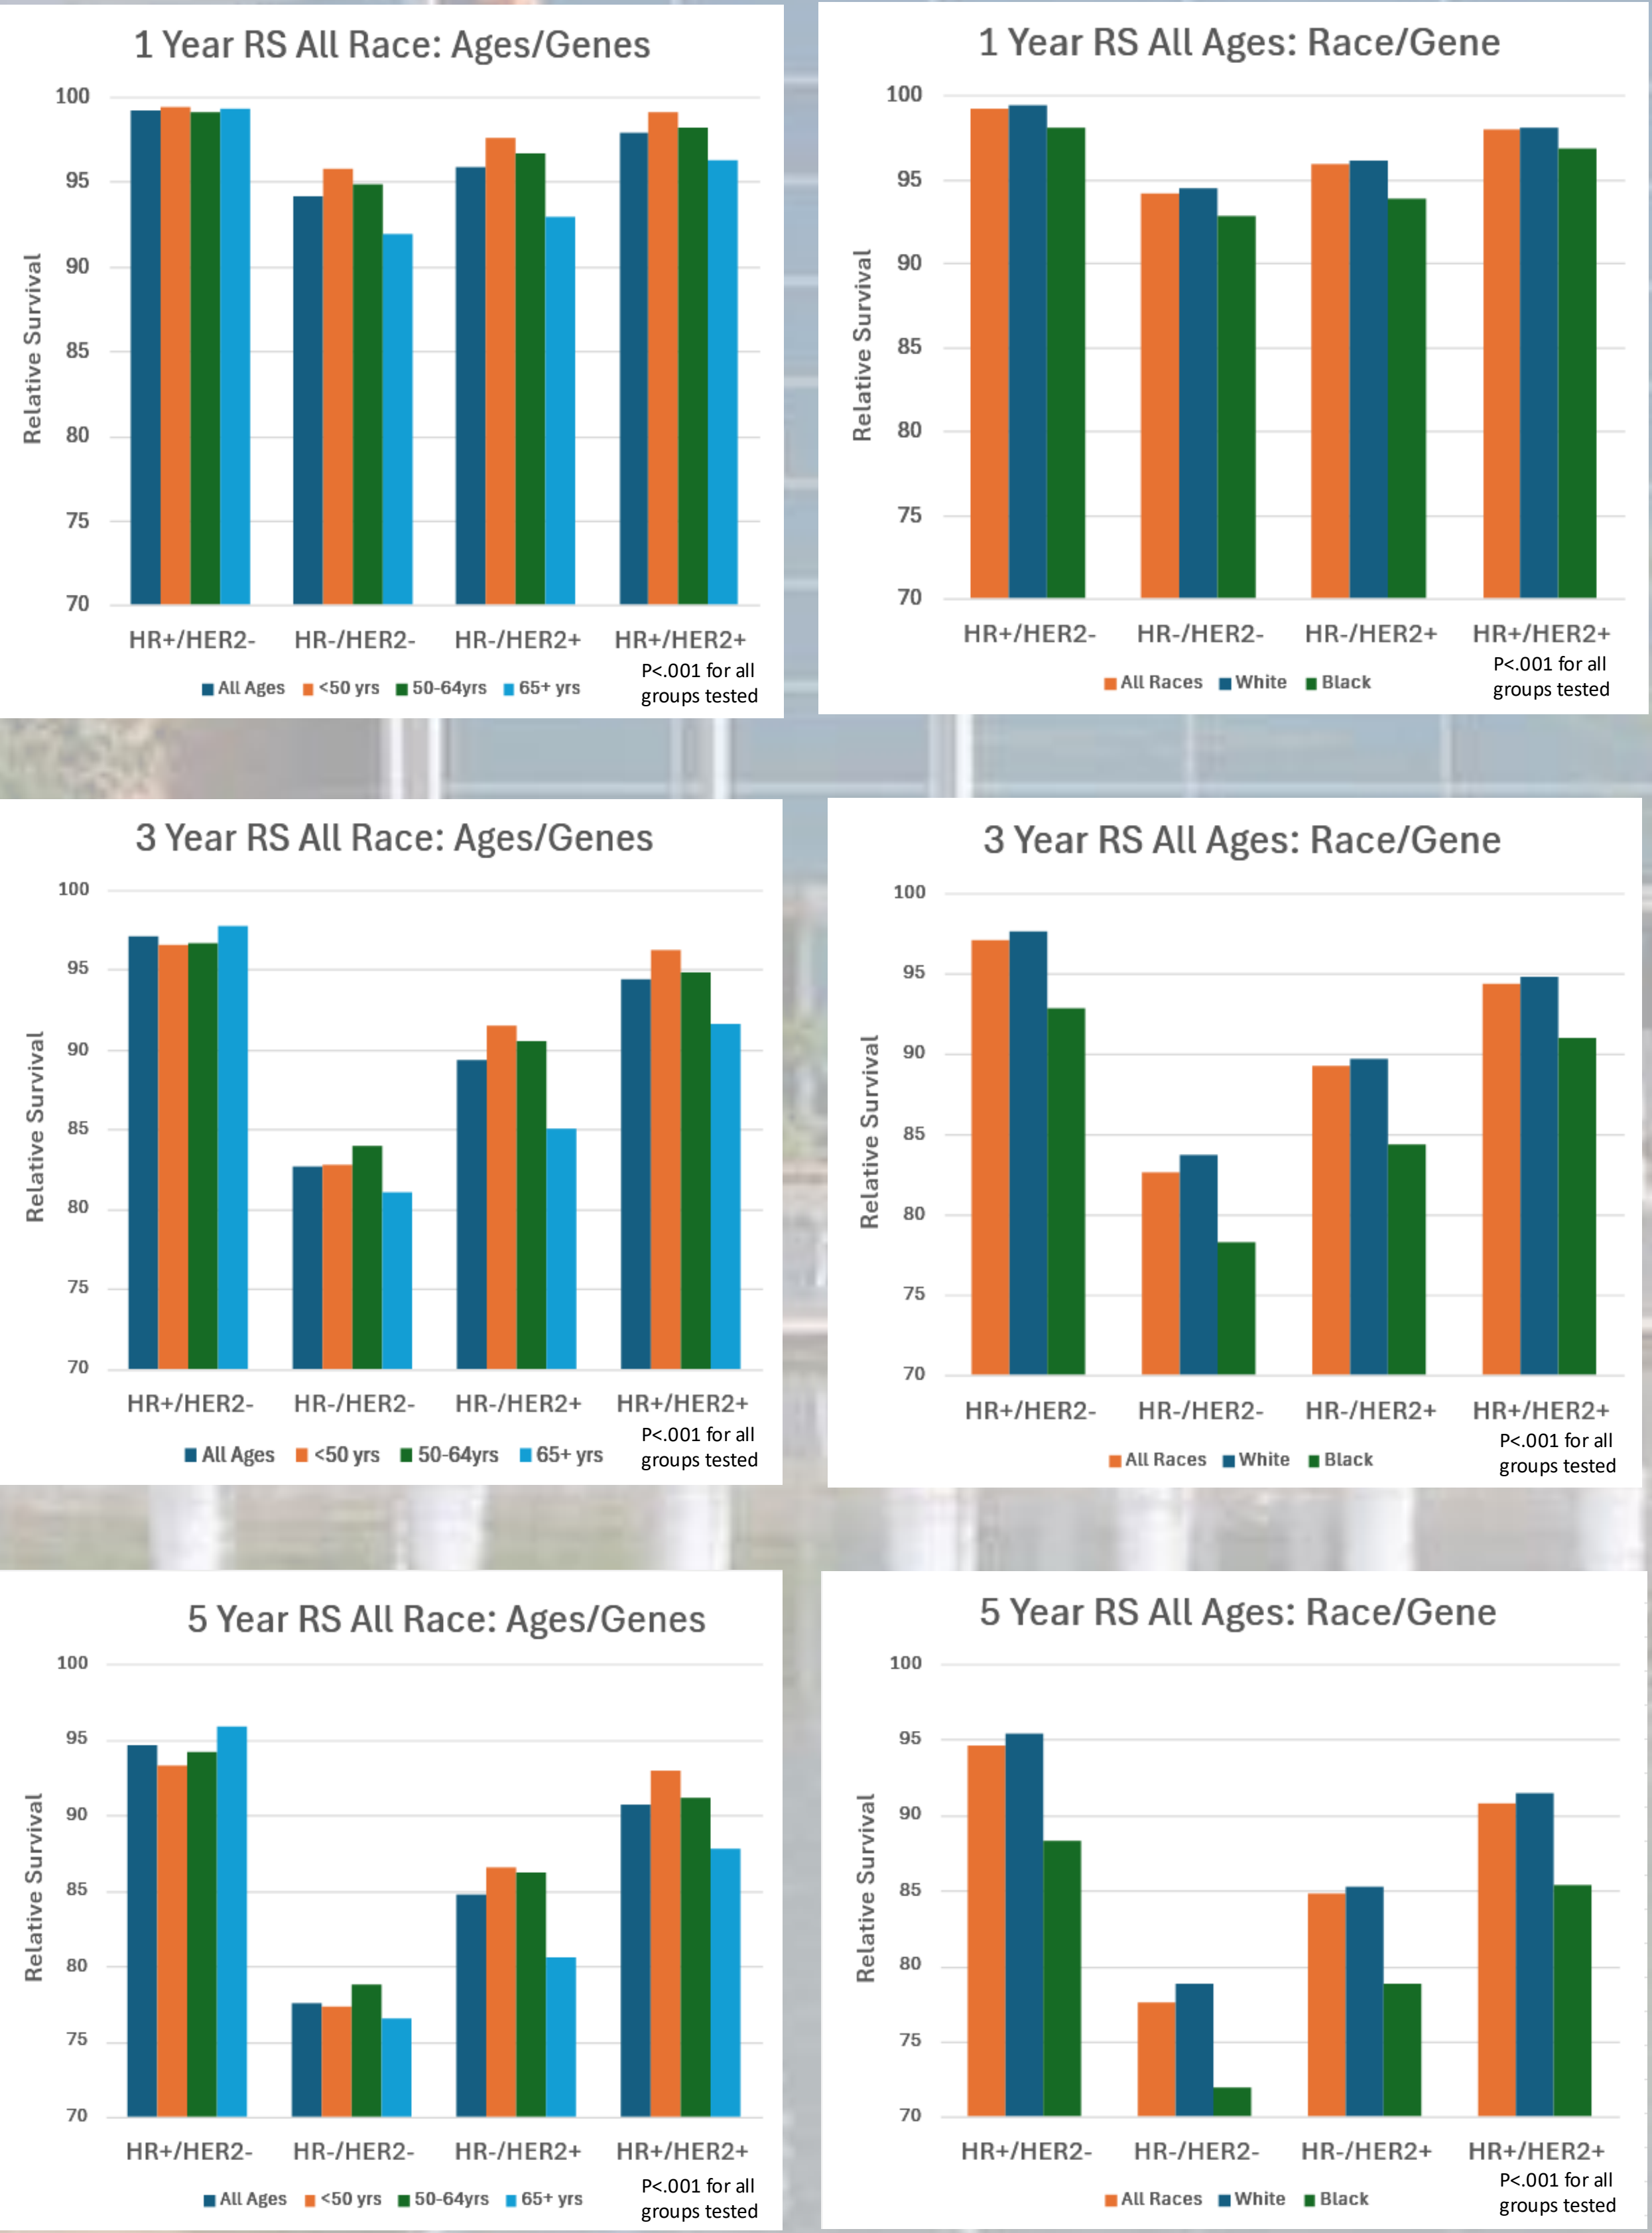 1 Year RS All Race: Ages/Genes
100
95
90
85
80
75
70
Relative Survival
HR+/HER2- HR-/HER2- HR-/HER2+ HR+/HER2+
All Ages <50 yrs 50-64yrs 65+ yrs
P<.001 for all
groups tested
1 Year RS All Ages: Race/Gene
100
95
90
85
80
75
70
Relative Survival
HR+/HER2- HR-/HER2- HR-/HER2+ HR+/HER2+
All Races White Black
P<.001 for all
groups tested
3 Year RS All Race: Ages/Genes
100
95
90
85
80
75
70
Relative Survival
HR+/HER2- HR-/HER2- HR-/HER2+ HR+/HER2+
All Ages <50 yrs 50-64yrs 65+ yrs
P<.001 for all
groups tested
3 Year RS All Ages: Race/Gene
100
95
90
85
80
75
70
Relative Survival
HR+/HER2- HR-/HER2- HR-/HER2+ HR+/HER2+
All Races White Black
P<.001 for all
groups tested
5 Year RS All Race: Ages/Genes
100
95
90
85
80
75
70
Relative Survival
HR+/HER2- HR-/HER2- HR-/HER2+ HR+/HER2+
All Ages <50 yrs 50-64yrs 65+ yrs
P<.001 for all
groups tested
5 Year RS All Ages: Race/Gene
100
95
90
85
80
75
70
Relative Survival
HR+/HER2- HR-/HER2- HR-/HER2+ HR+/HER2+
All Races White Black
P<.001 for all
groups tested